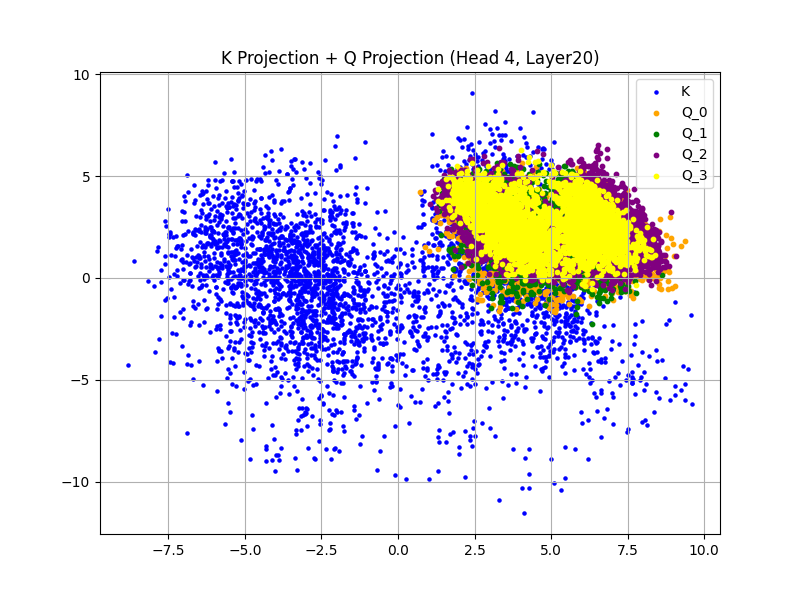 K Projection + Q Projection (Head 4, Layer20)
10
5
0
−5
−10
−7.5
−5.0
−2.5
0.0
2.5
5.0
7.5
10.0
K
Q_0
Q_1
Q_2
Q_3